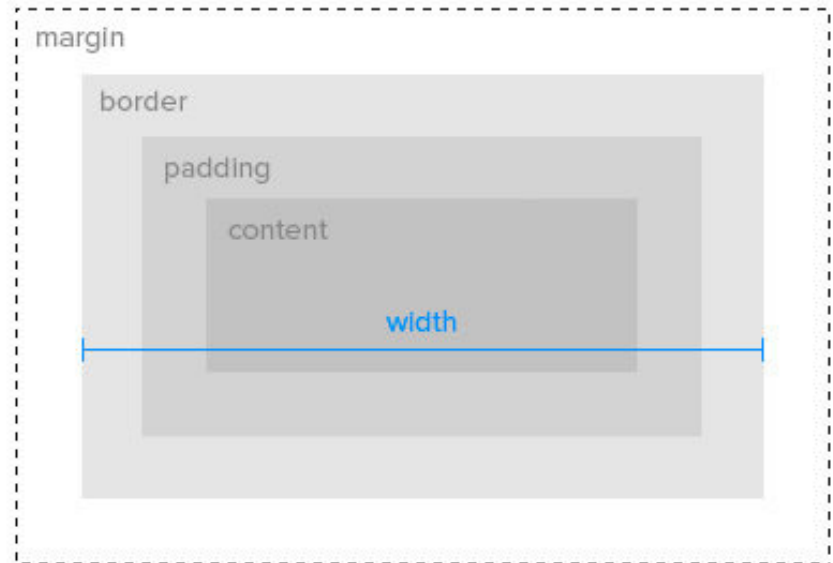 margin
border
padding
content
width